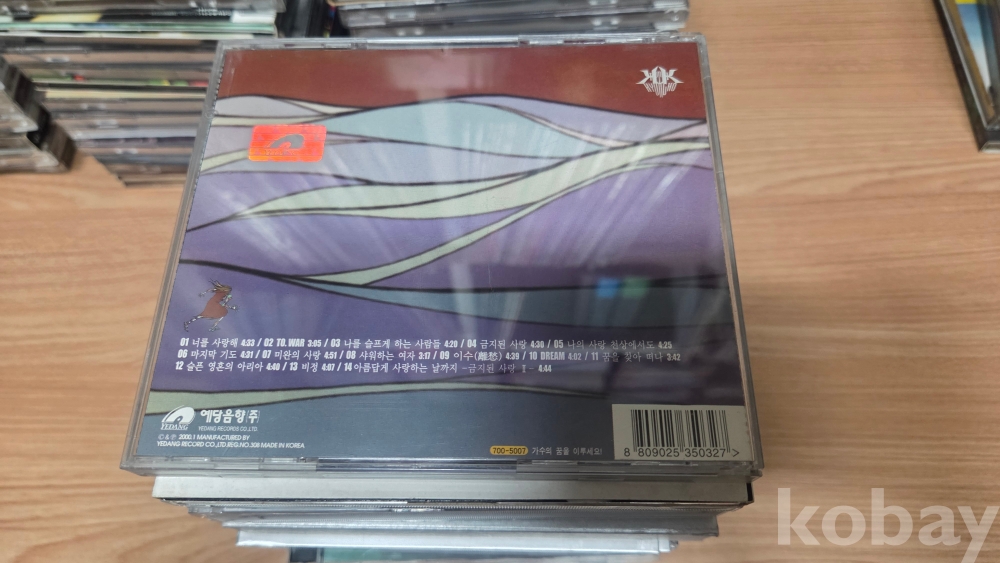 K2K
01 너를 사랑해 4:33 / 02 TO. WAR 3:05 / 03 나를 슬프게 하는 사람들 4:20 / 04 금지된 사랑 4:30 / 05 나의 사랑 천상에서도 4:25
06 마지막 기도 4:31 / 07 미완의 사랑 4:51 / 08 샤워하는 여자 3:17 / 09 이수(離愁) 4:39 / 10 DREAM 4:02 / 11 꿈을 찾아 떠나 3:42
12 슬픈 영혼의 아리아 4:40 / 13 비정 4:07 / 14 아름답게 사랑하는 날까지 -금지된 사랑 Ⅱ- 4:44
YEDANG
예당음향(주)
YEDANG RECORDS CO.,LTD.
©&℗ 2000.1 MANUFACTURED BY
YEDANG RECORD CO.,LTD.REG.NO.308 MADE IN KOREA.
700-5007 가수의 꿈을 이루세요!
8 809025 350327 >
kobay